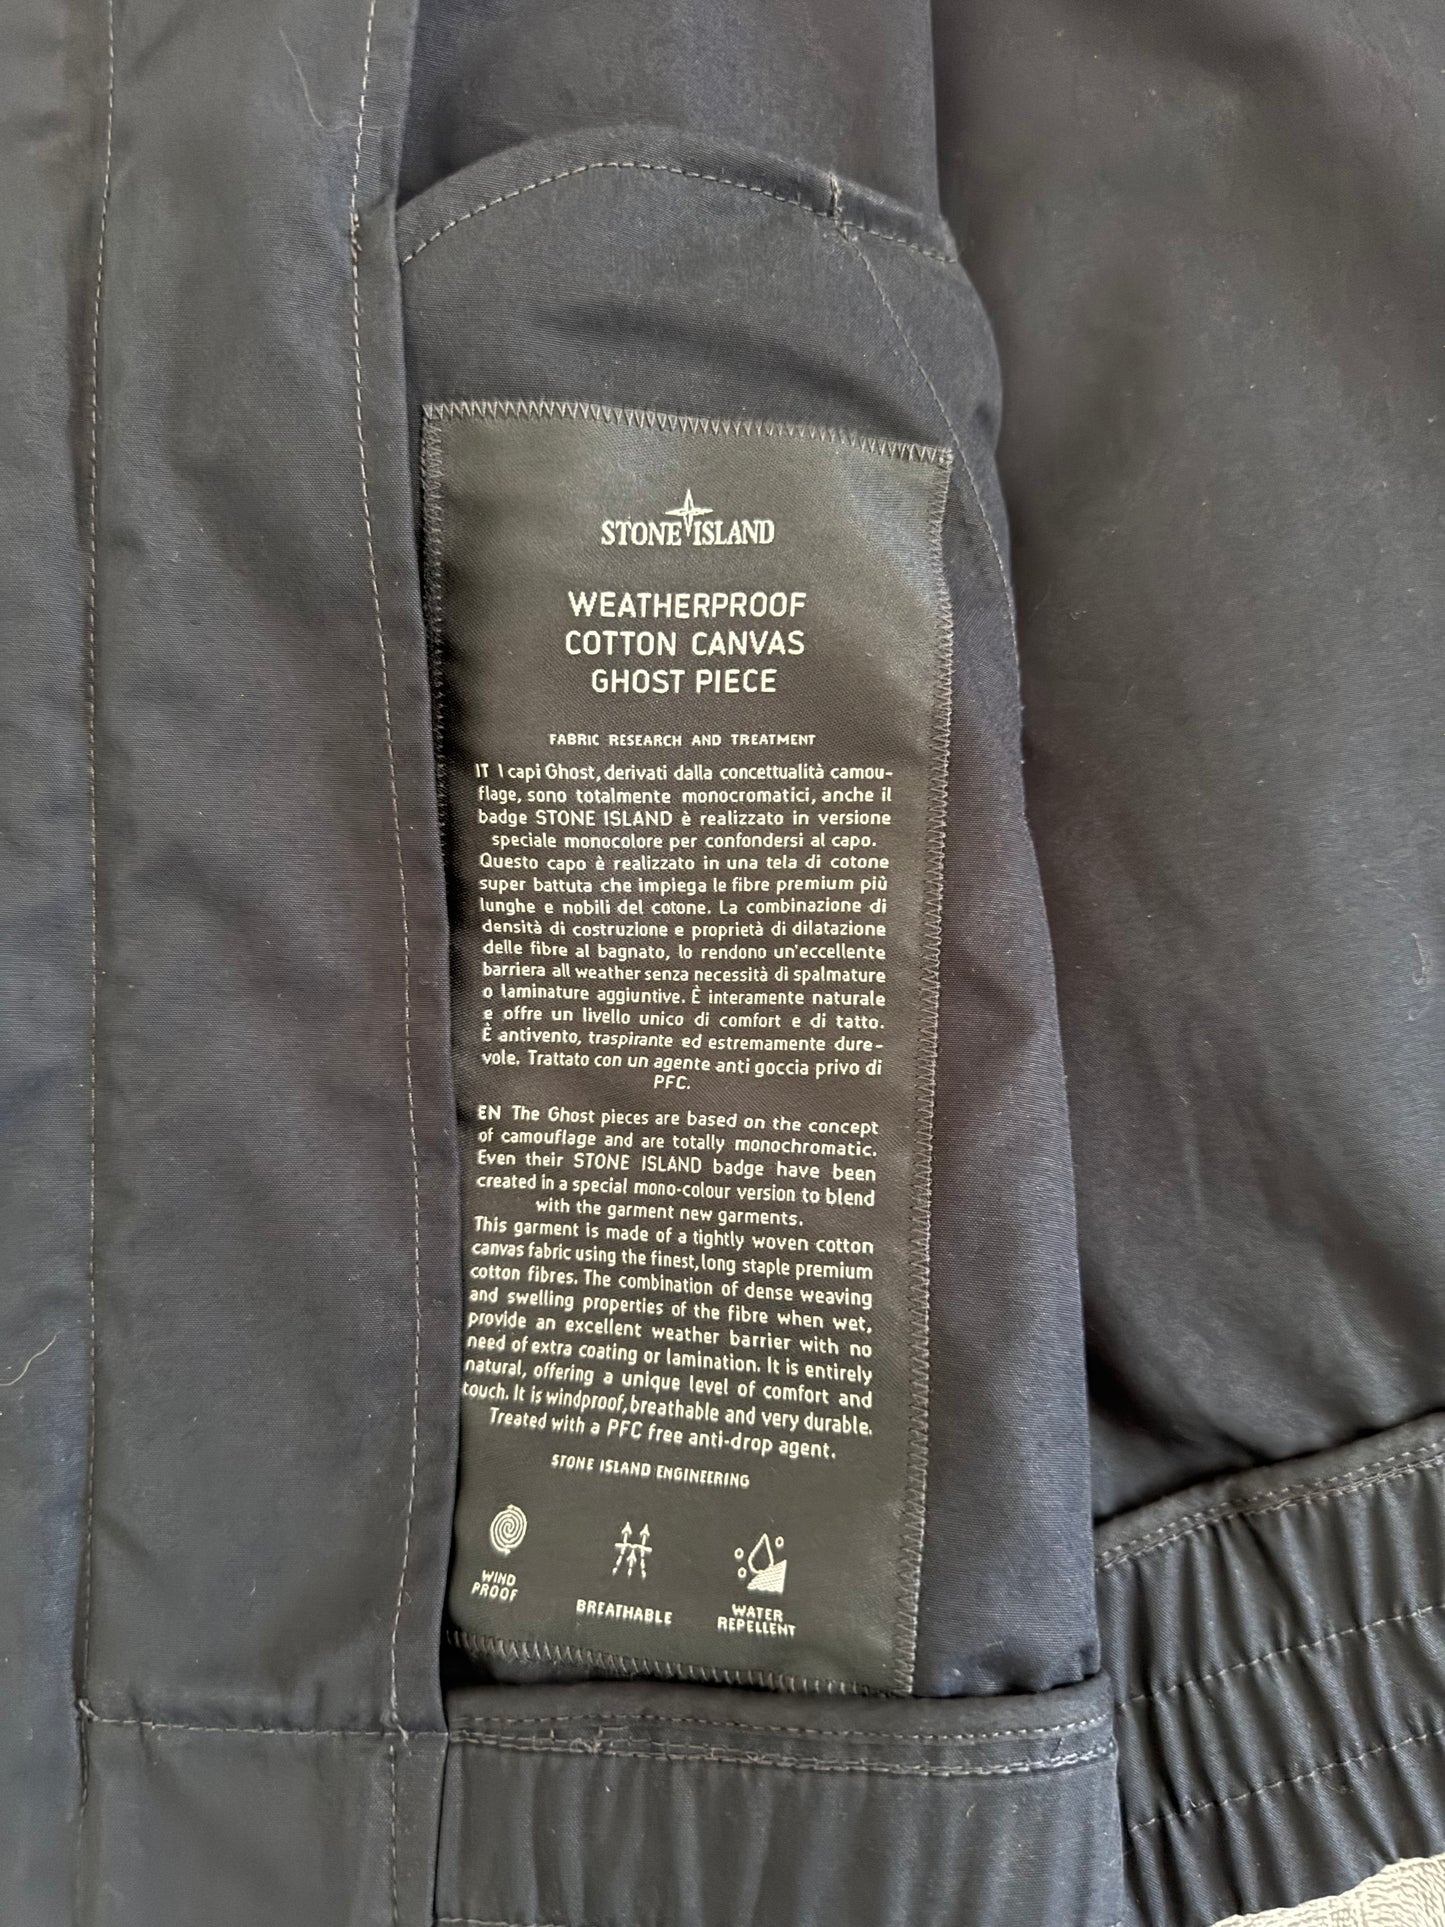 STONE ISLAND
WEATHERPROOF
COTTON CANVAS
GHOST PIECE
FABRIC RESEARCH AND TREATMENT
IT I capi Ghost, derivati dalla concettualità camou-
flage, sono totalmente monocromatici, anche il
badge STONE ISLAND è realizzato in versione
speciale monocolore per confondersi al capo.
Questo capo è realizzato in una tela di cotone
super battuta che impiega le fibre premium più
lunghe e nobili del cotone. La combinazione di
densità di costruzione e proprietà di dilatazione
delle fibre al bagnato, lo rendono un'eccellente
barriera all weather senza necessità di spalmature
o laminature aggiuntive. È interamente naturale
e offre un livello unico di comfort e di tatto.
È antivento, traspirante ed estremamente dure-
vole. Trattato con un agente anti goccia privo di
PFC.
EN The Ghost pieces are based on the concept
of camouflage and are totally monochromatic.
Even their STONE ISLAND badge have been
created in a special mono-colour version to blend
with the garment new garments.
This garment is made of a tightly woven cotton
canvas fabric using the finest, long staple premium
cotton fibres. The combination of dense weaving
and swelling properties of the fibre when wet,
provide an excellent weather barrier with no
need of extra coating or lamination. It is entirely
natural, offering a unique level of comfort and
touch. It is windproof, breathable and very durable.
Treated with a PFC free anti-drop agent.
STONE ISLAND ENGINEERING
WIND
PROOF
BREATHABLE
WATER
REPELLENT